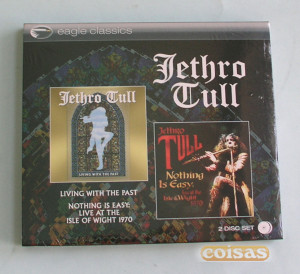 eagle classics
Jethro
Tull
Jethro Tull
LIVING WITH THE PAST
Jethro
TULL
Nothing
Is Easy:
Live at the
Isle of Wight
1970
LIVING WITH THE PAST
NOTHING IS EASY:
LIVE AT THE
ISLE OF WIGHT 1970
2 DISC SET
coisas